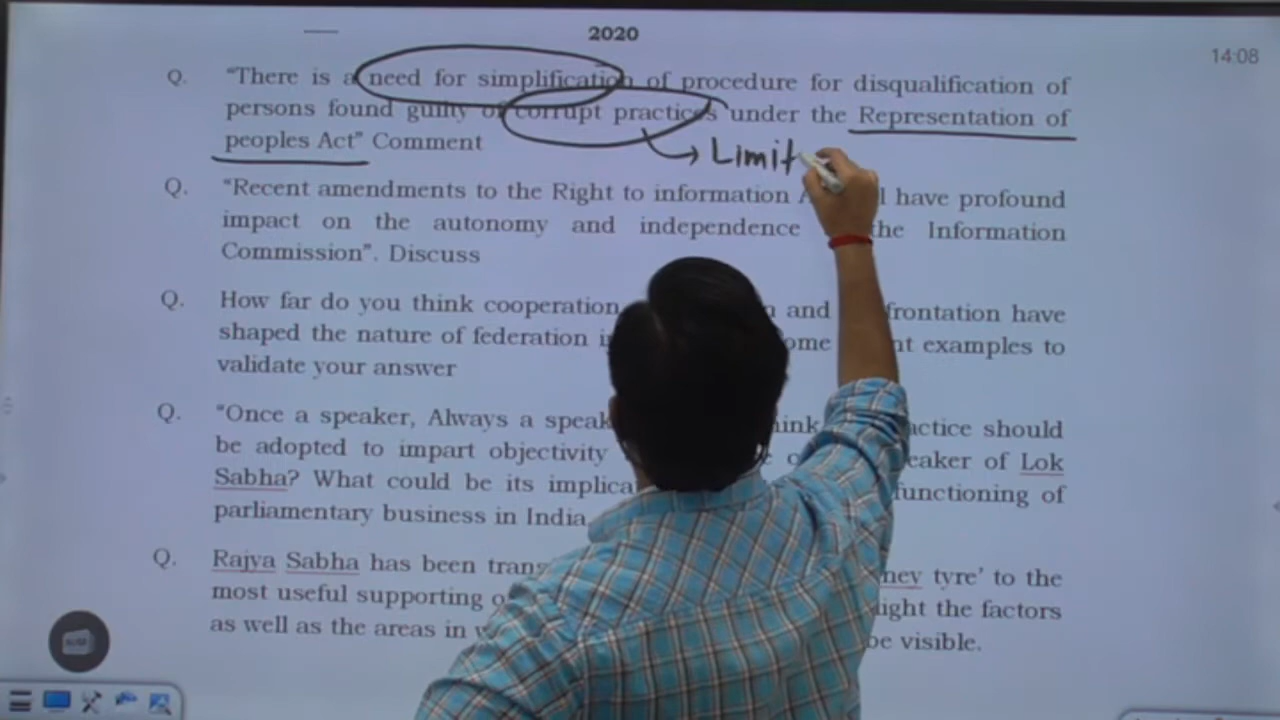 2020
14:08
Q. "There is a need for simplification of procedure for disqualification of
persons found guilty of corrupt practices under the Representation of
peoples Act" Comment
Limit
Q. "Recent amendments to the Right to information have profound
impact on the autonomy and independence the Information
Commission". Discuss
Q. How far do you think cooperation and frontation have
shaped the nature of federation ome nt examples to
validate your answer
Q. "Once a speaker, Always a speak ink actice should
be adopted to impart objectivity eaker of Lok
Sabha? What could be its implica functioning of
parliamentary business in India
Q. Rajya Sabha has been trans ney tyre' to the
most useful supporting light the factors
as well as the areas in be visible.